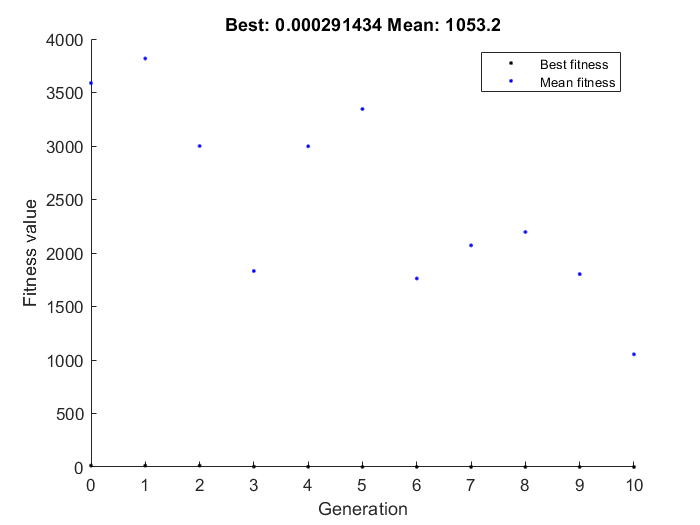 Best: 0.000291434 Mean: 1053.2
Best fitness
Mean fitness
4000
3500
3000
2500
2000
1500
1000
500
0
Fitness value
0 1 2 3 4 5 6 7 8 9 10
Generation